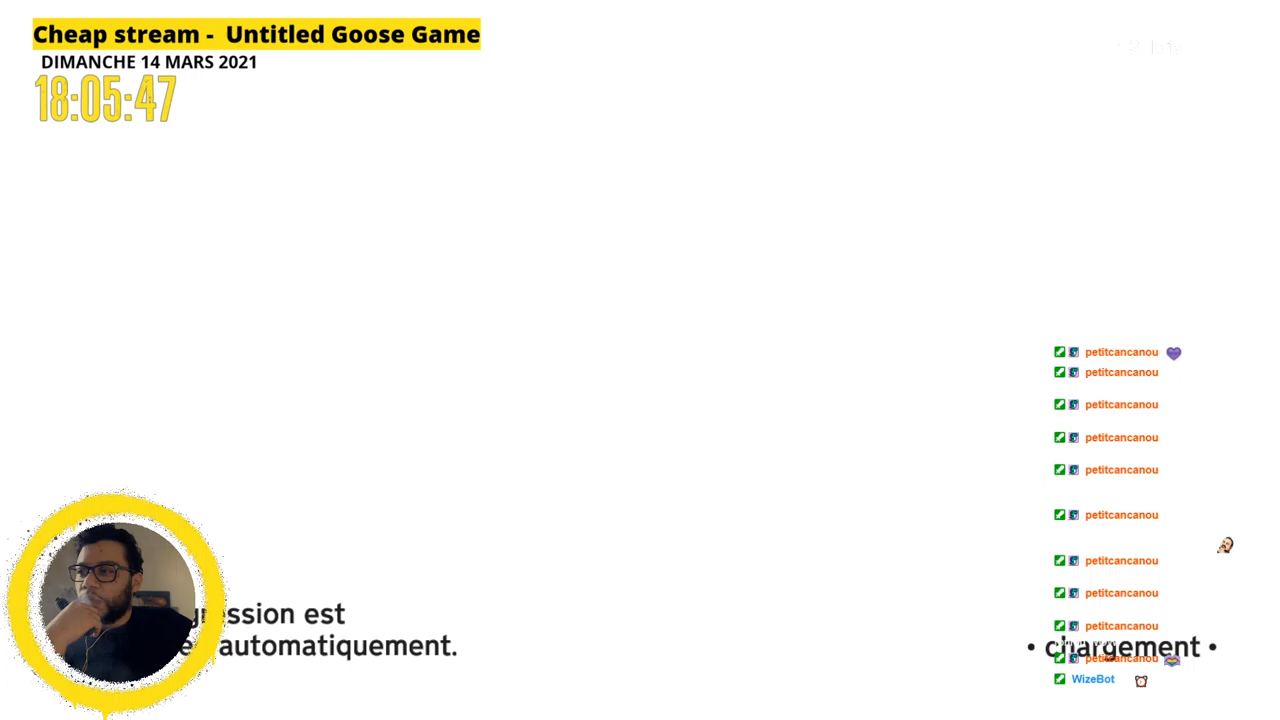 Cheap stream - Untitled Goose Game
DIMANCHE 14 MARS 2021
18:05:47
petitcancanou
petitcancanou
petitcancanou
petitcancanou
petitcancanou
petitcancanou
petitcancanou
petitcancanou
petitcancanou
petitcancanou
WizeBot
est
automatiquement.
• chargement •